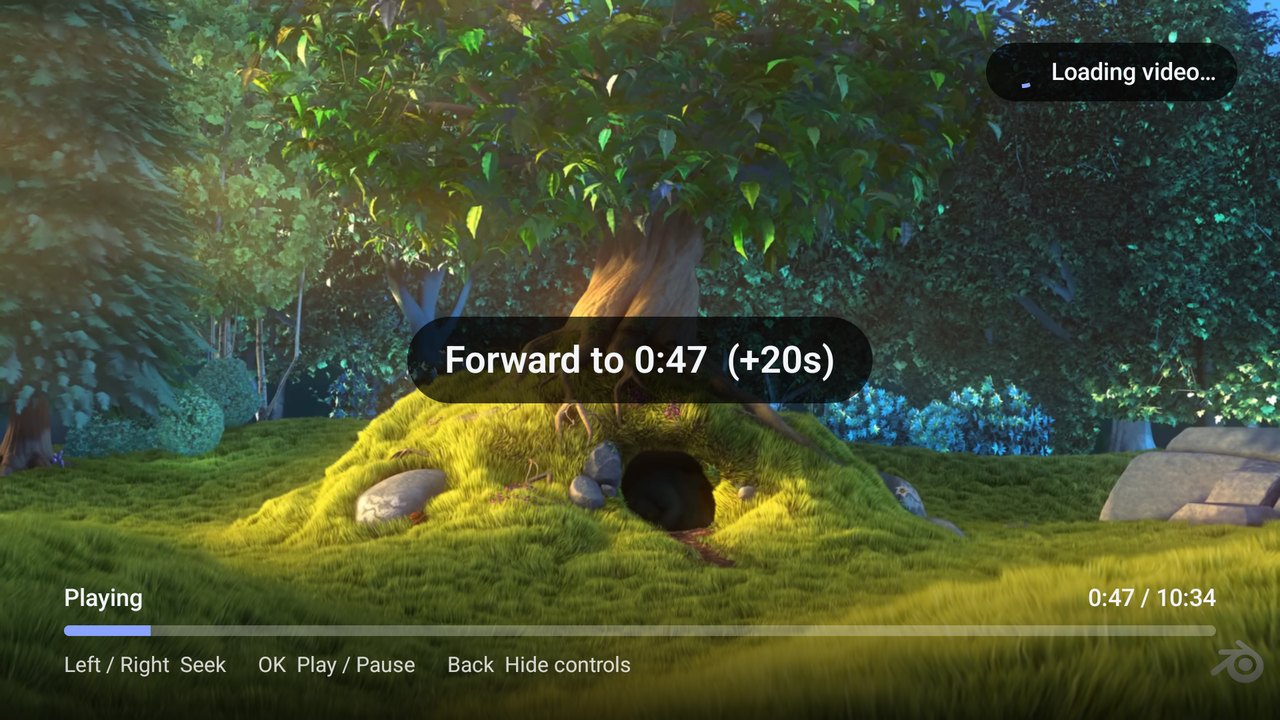 Loading video...
Forward to 0:47 (+20s)
Playing
0:47 / 10:34
Left / Right Seek OK Play / Pause Back Hide controls